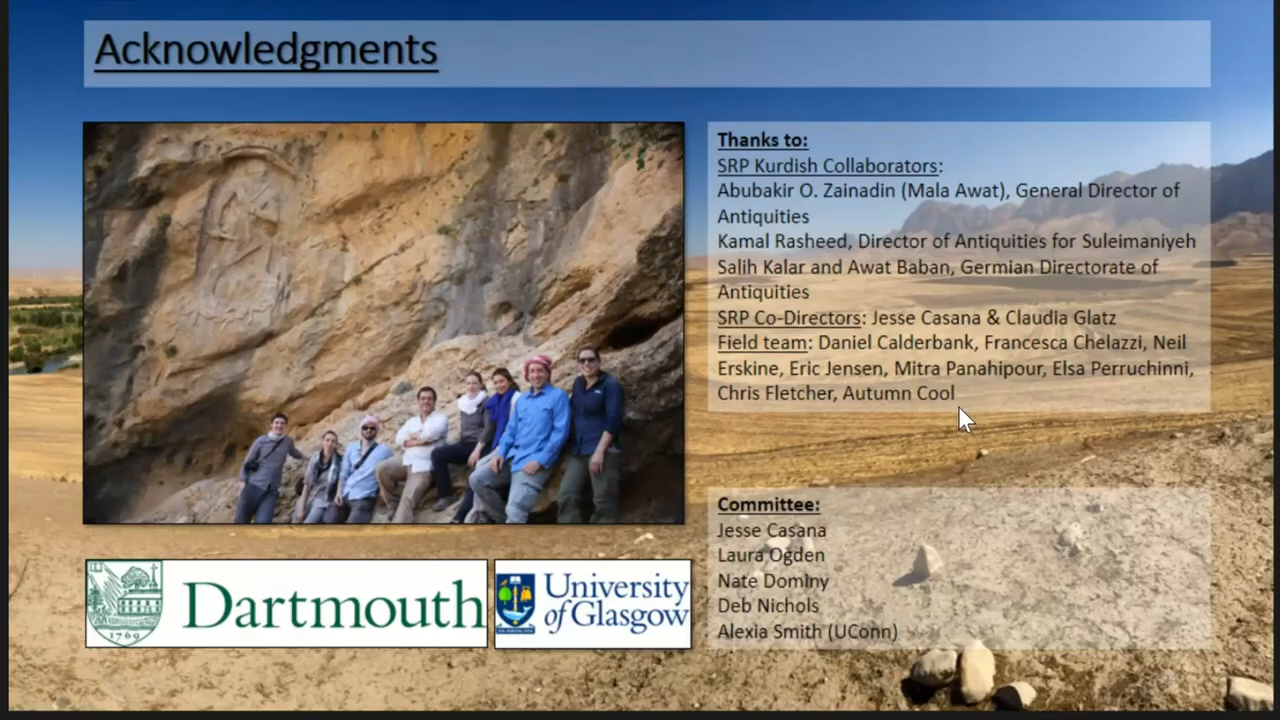 Acknowledgments
Thanks to:
SRP Kurdish Collaborators:
Abubakir O. Zainadin (Mala Awat), General Director of
Antiquities
Kamal Rasheed, Director of Antiquities for Suleimaniyeh
Salih Kalar and Awat Baban, Germian Directorate of
Antiquities
SRP Co-Directors: Jesse Casana & Claudia Glatz
Field team: Daniel Calderbank, Francesca Chelazzi, Neil
Erskine, Eric Jensen, Mitra Panahipour, Elsa Perruchinni,
Chris Fletcher, Autumn Cool
Committee:
Jesse Casana
Laura Ogden
Nate Dominy
Deb Nichols
Alexia Smith (UConn)
1769
Dartmouth
University
of Glasgow